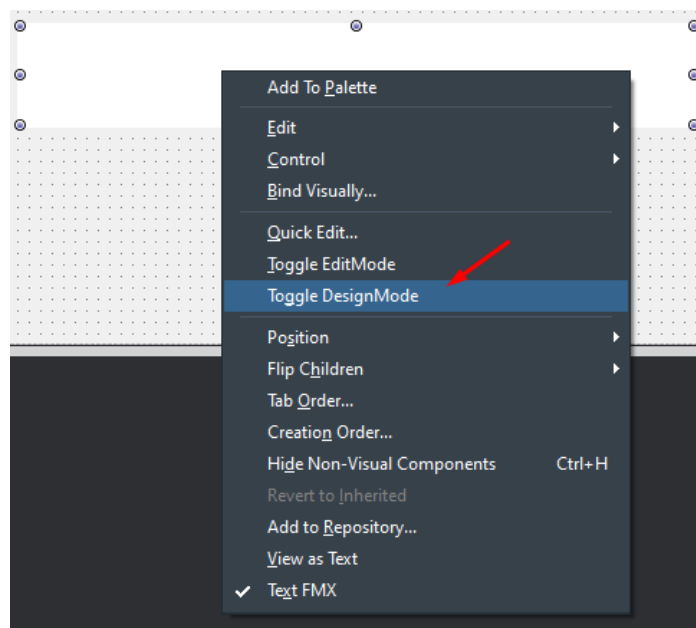 Add To Palette
Edit
Control
Bind Visually...
Quick Edit...
Toggle EditMode
Toggle DesignMode
Position
Flip Children
Tab Order...
Creation Order...
Hide Non-Visual Components Ctrl+H
Revert to Inherited
Add to Repository...
View as Text
Text FMX